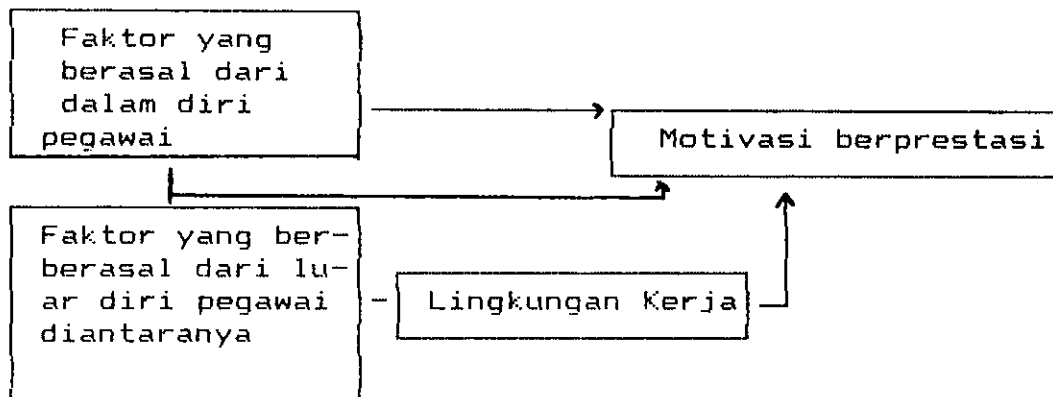 Faktor yang
berasal dari
dalam diri
pegawai
Motivasi berprestasi
Faktor yang ber-
berasal dari lu-
ar diri pegawai
diantaranya
- Lingkungan Kerja